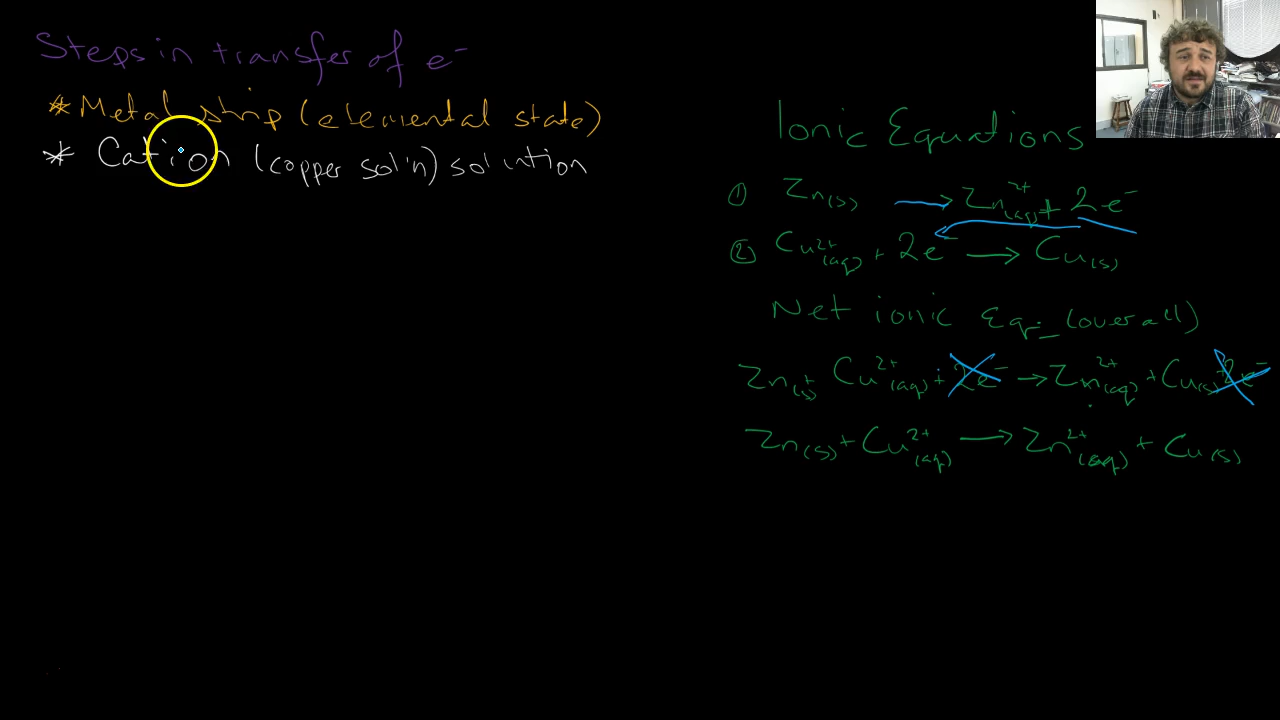 Steps in transfer of e⁻
* Metal strip (elemental state)
* Cation (copper sol'n) solution
Ionic Equations
① Zn(s) → Zn²⁺(aq) + 2e⁻
② Cu²⁺(aq) + 2e⁻ → Cu(s)
Net ionic Eq. (overall)
Zn(s) + Cu²⁺(aq) + 2e⁻ → Zn²⁺(aq) + Cu(s) + 2e⁻
Zn(s) + Cu²⁺(aq) → Zn²⁺(aq) + Cu(s)